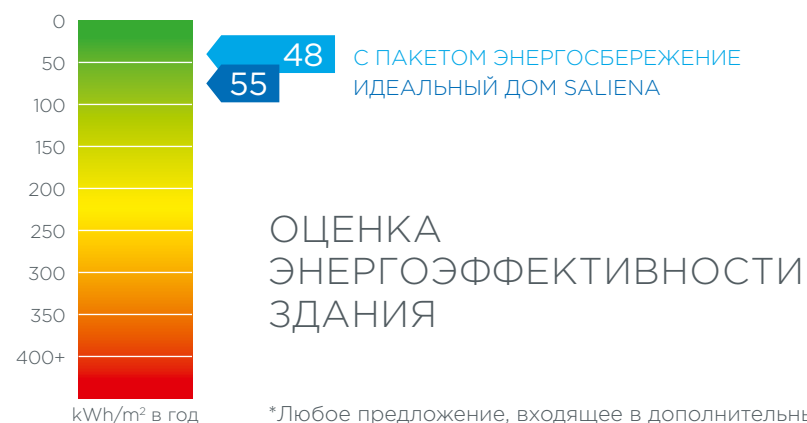 0
50
100
150
200
250
300
350
400+
kWh/m² в год
48
55
С ПАКЕТОМ ЭНЕРГОСБЕРЕЖЕНИЕ
ИДЕАЛЬНЫЙ ДОМ SALIENA
ОЦЕНКА
ЭНЕРГОЭФФЕКТИВНОСТИ
ЗДАНИЯ
*Любое предложение, входящее в дополнительны